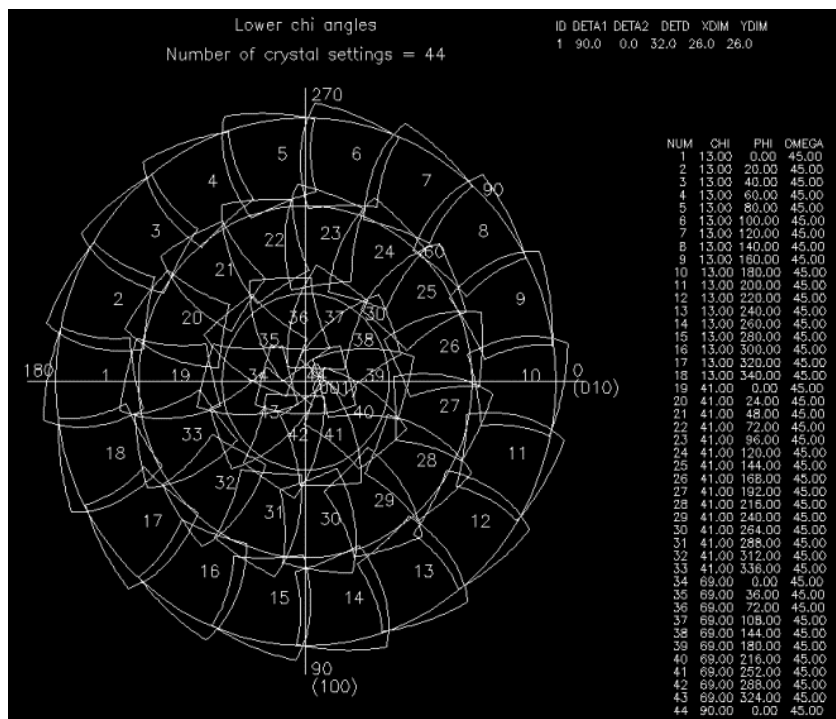 Lower chi angles
Number of crystal settings = 44
ID DETA1 DETA2 DETD XDIM YDIM
1 90.0 0.0 32.0 26.0 26.0
270
5 6
4 7
90
3 8
22 23
24 60
21 25
2 9
20 36 37 30
35 38 26
180 1 19 34 44 39 10 0
(001) (010)
43 40 27
33 42 41
18 28 11
32 29
17 31 30 12
16 13
15 14
90
(100)
NUM CHI PHI OMEGA
1 13.00 0.00 45.00
2 13.00 20.00 45.00
3 13.00 40.00 45.00
4 13.00 60.00 45.00
5 13.00 80.00 45.00
6 13.00 100.00 45.00
7 13.00 120.00 45.00
8 13.00 140.00 45.00
9 13.00 160.00 45.00
10 13.00 180.00 45.00
11 13.00 200.00 45.00
12 13.00 220.00 45.00
13 13.00 240.00 45.00
14 13.00 260.00 45.00
15 13.00 280.00 45.00
16 13.00 300.00 45.00
17 13.00 320.00 45.00
18 13.00 340.00 45.00
19 41.00 0.00 45.00
20 41.00 24.00 45.00
21 41.00 48.00 45.00
22 41.00 72.00 45.00
23 41.00 96.00 45.00
24 41.00 120.00 45.00
25 41.00 144.00 45.00
26 41.00 168.00 45.00
27 41.00 192.00 45.00
28 41.00 216.00 45.00
29 41.00 240.00 45.00
30 41.00 264.00 45.00
31 41.00 288.00 45.00
32 41.00 312.00 45.00
33 41.00 336.00 45.00
34 69.00 0.00 45.00
35 69.00 36.00 45.00
36 69.00 72.00 45.00
37 69.00 108.00 45.00
38 69.00 144.00 45.00
39 69.00 180.00 45.00
40 69.00 216.00 45.00
41 69.00 252.00 45.00
42 69.00 288.00 45.00
43 69.00 324.00 45.00
44 90.00 0.00 45.00